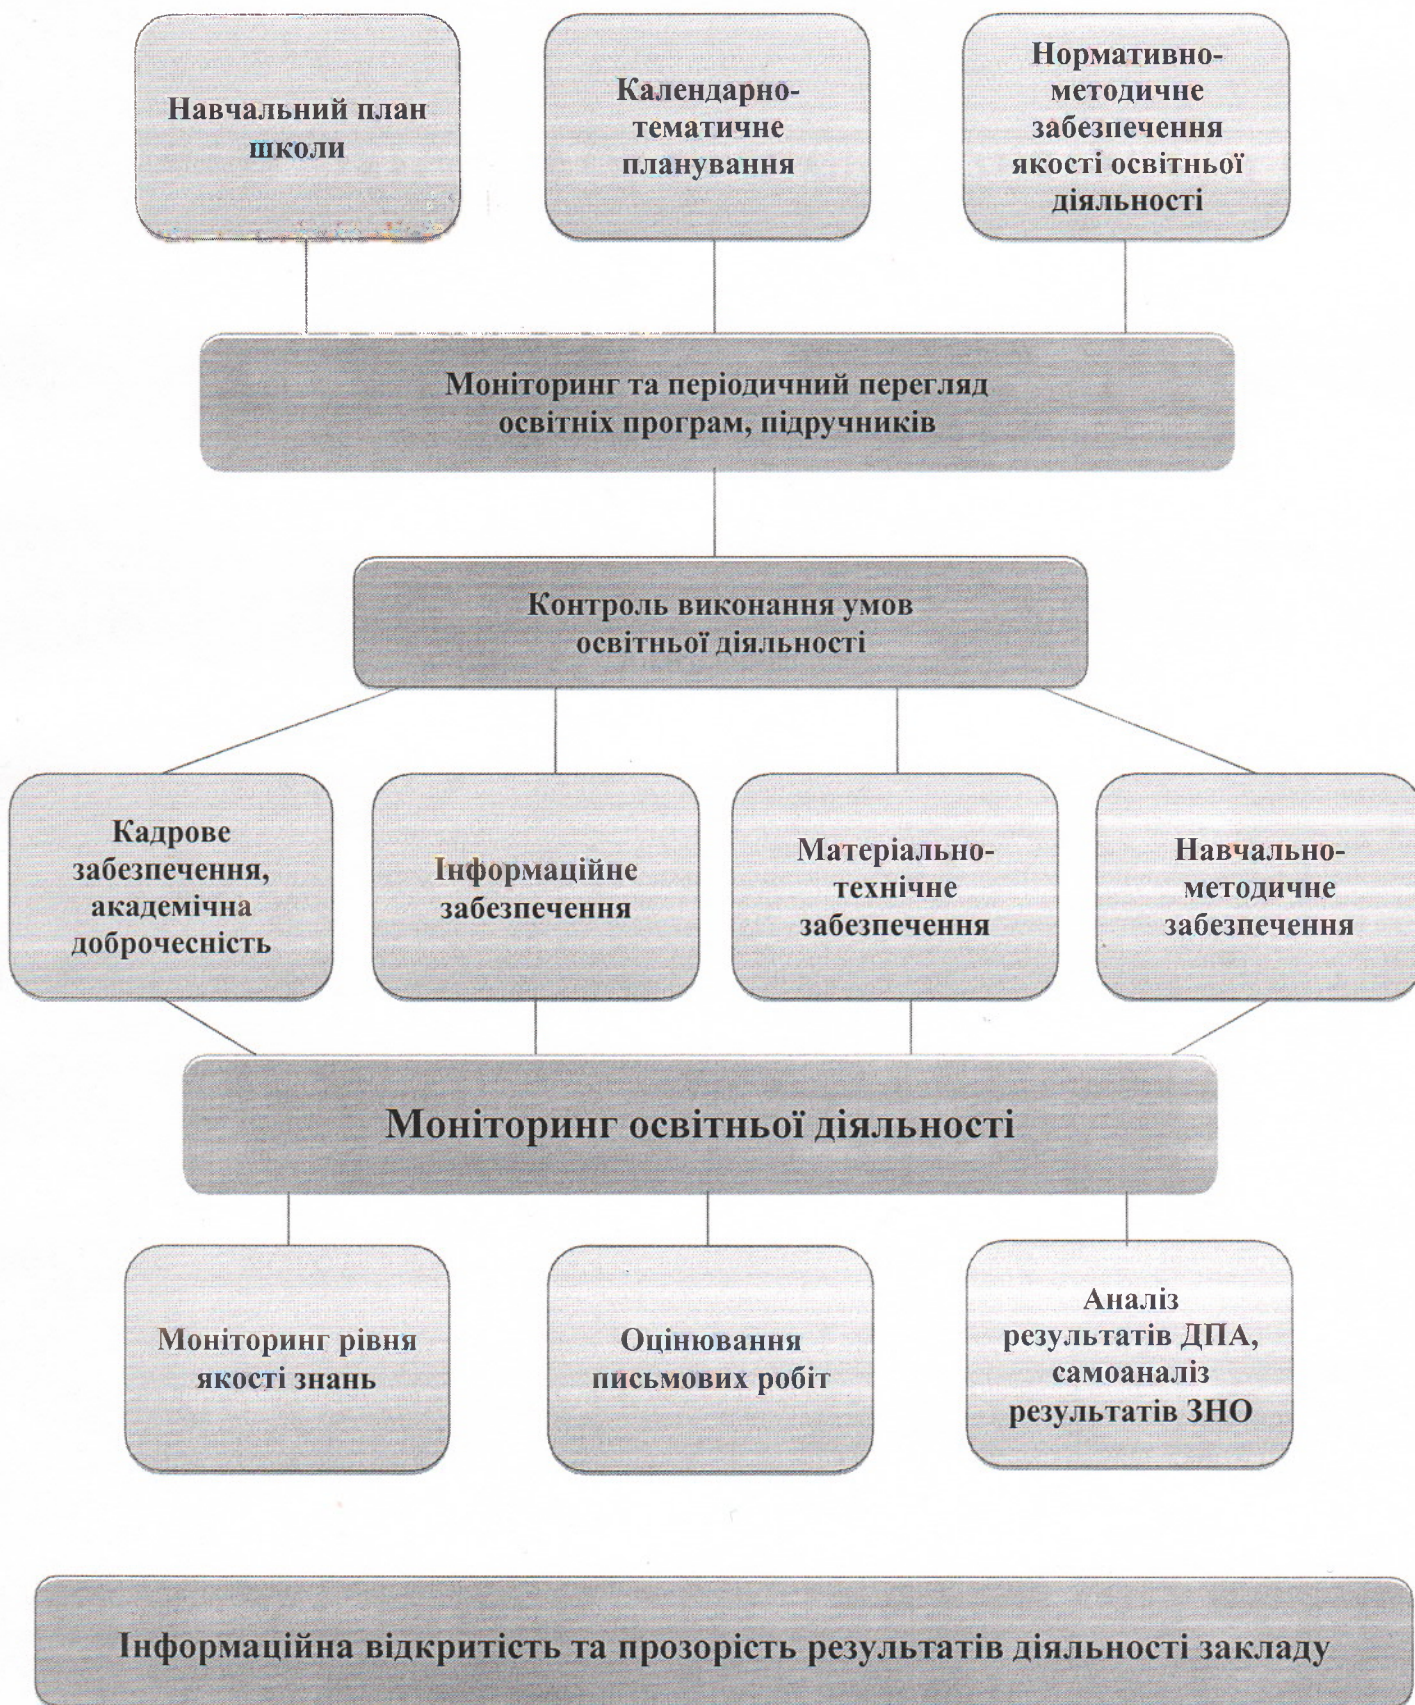 Навчальний план
школи
Календарно-
тематичне
планування
Нормативно-
методичне
забезпечення
якості освітньої
діяльності
Моніторинг та періодичний перегляд
освітніх програм, підручників
Контроль виконання умов
освітньої діяльності
Кадрове
забезпечення,
академічна
доброчесність
Інформаційне
забезпечення
Матеріально-
технічне
забезпечення
Навчально-
методичне
забезпечення
Моніторинг освітньої діяльності
Моніторинг рівня
якості знань
Оцінювання
письмових робіт
Аналіз
результатів ДПА,
самоаналіз
результатів ЗНО
Інформаційна відкритість та прозорість результатів діяльності закладу